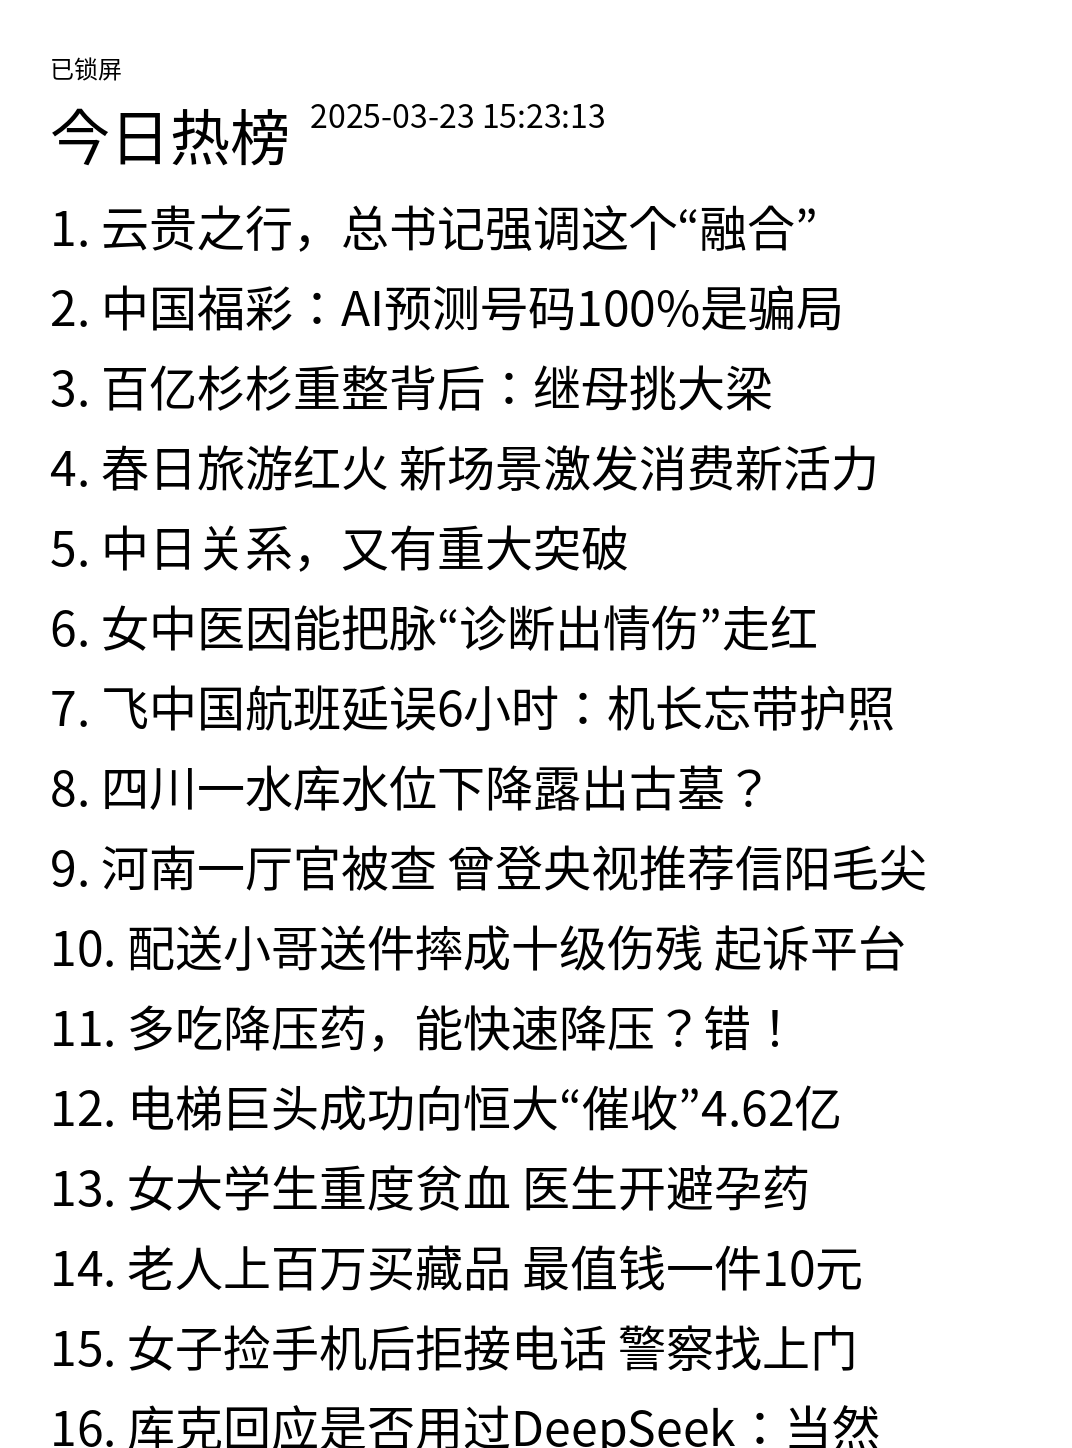 已锁屏
今日热榜 2025-03-23 15:23:13
1. 云贵之行，总书记强调这个“融合”
2. 中国福彩：AI预测号码100%是骗局
3. 百亿杉杉重整背后：继母挑大梁
4. 春日旅游红火 新场景激发消费新活力
5. 中日关系，又有重大突破
6. 女中医因能把脉“诊断出情伤”走红
7. 飞中国航班延误6小时：机长忘带护照
8. 四川一水库水位下降露出古墓？
9. 河南一厅官被查 曾登央视推荐信阳毛尖
10. 配送小哥送件摔成十级伤残 起诉平台
11. 多吃降压药，能快速降压？错！
12. 电梯巨头成功向恒大“催收”4.62亿
13. 女大学生重度贫血 医生开避孕药
14. 老人上百万买藏品 最值钱一件10元
15. 女子捡手机后拒接电话 警察找上门
16. 库克回应是否用过DeepSeek：当然